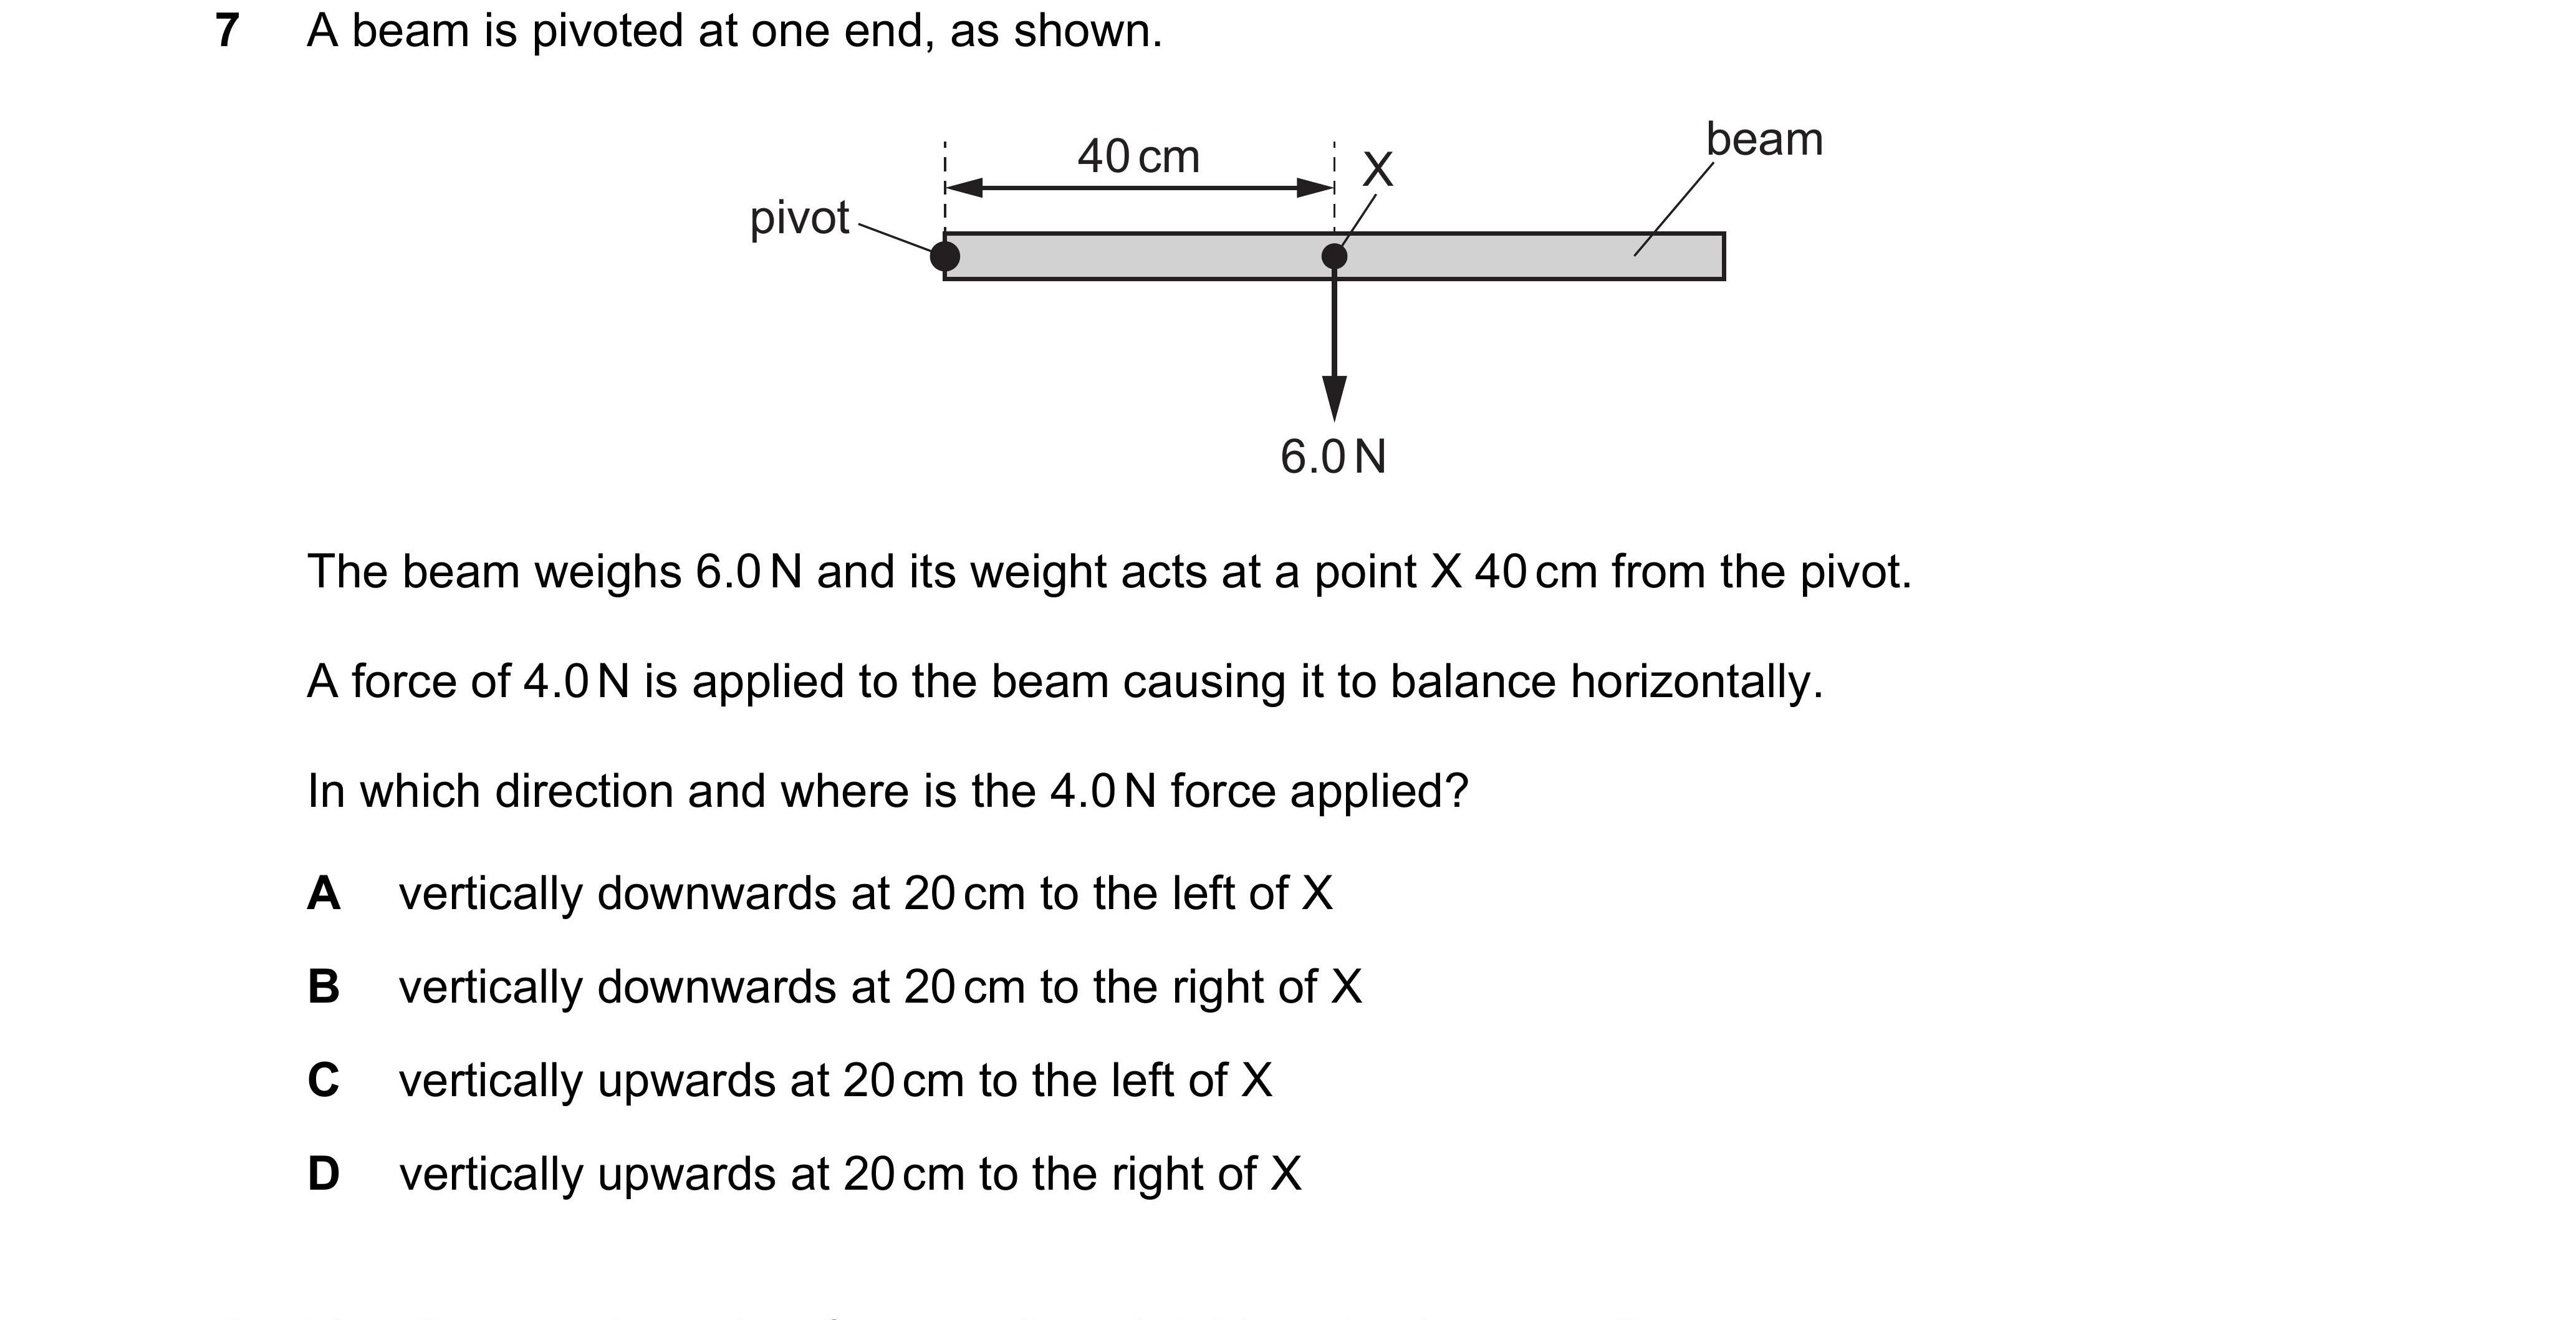 7 A beam is pivoted at one end, as shown.
beam
40 cm
X
pivot
6.0 N
The beam weighs 6.0 N and its weight acts at a point X 40 cm from the pivot.
A force of 4.0 N is applied to the beam causing it to balance horizontally.
In which direction and where is the 4.0 N force applied?
A vertically downwards at 20 cm to the left of X
B vertically downwards at 20 cm to the right of X
C vertically upwards at 20 cm to the left of X
D vertically upwards at 20 cm to the right of X